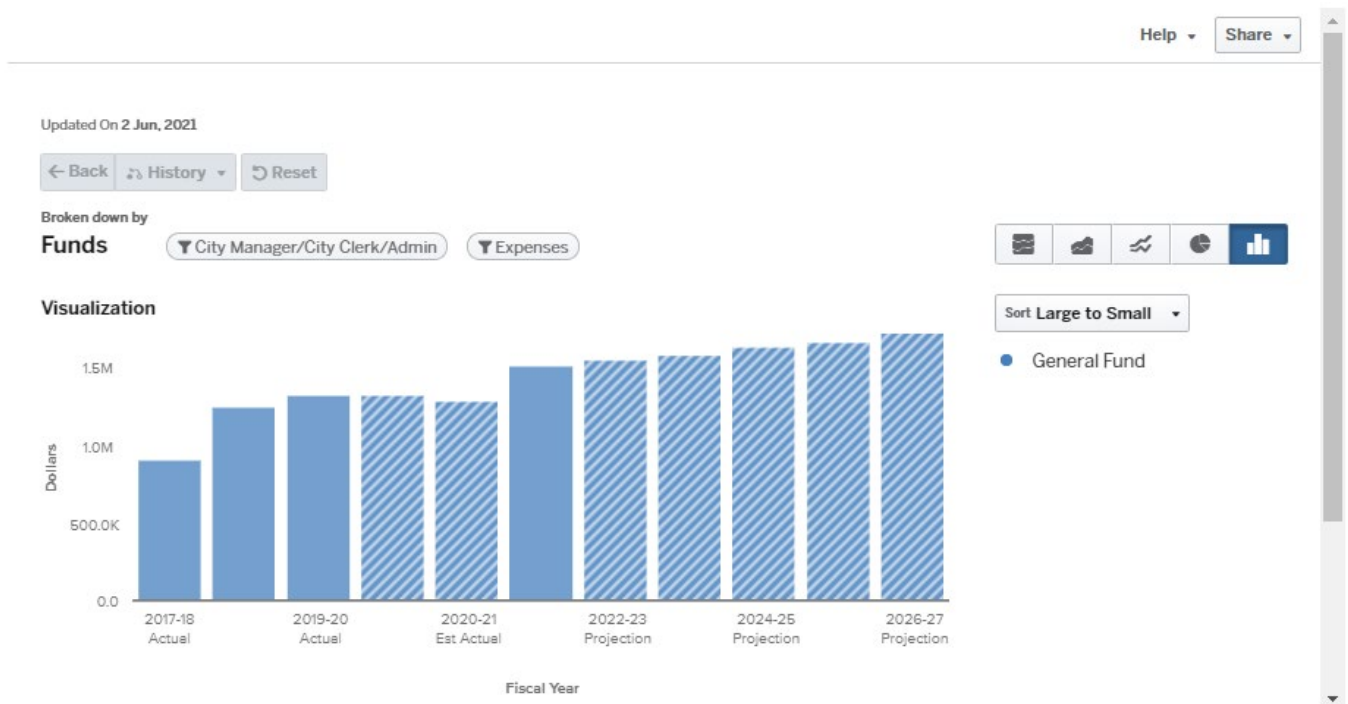 Help Share
Updated On 2 Jun, 2021
Back History Reset
Broken down by
Funds City Manager/City Clerk/Admin Expenses
Visualization
Sort Large to Small
General Fund
1.5M
1.0M
500.0K
0.0
Dollars
2017-18 2019-20 2020-21 2022-23 2024-25 2026-27
Actual Actual Est Actual Projection Projection Projection
Fiscal Year